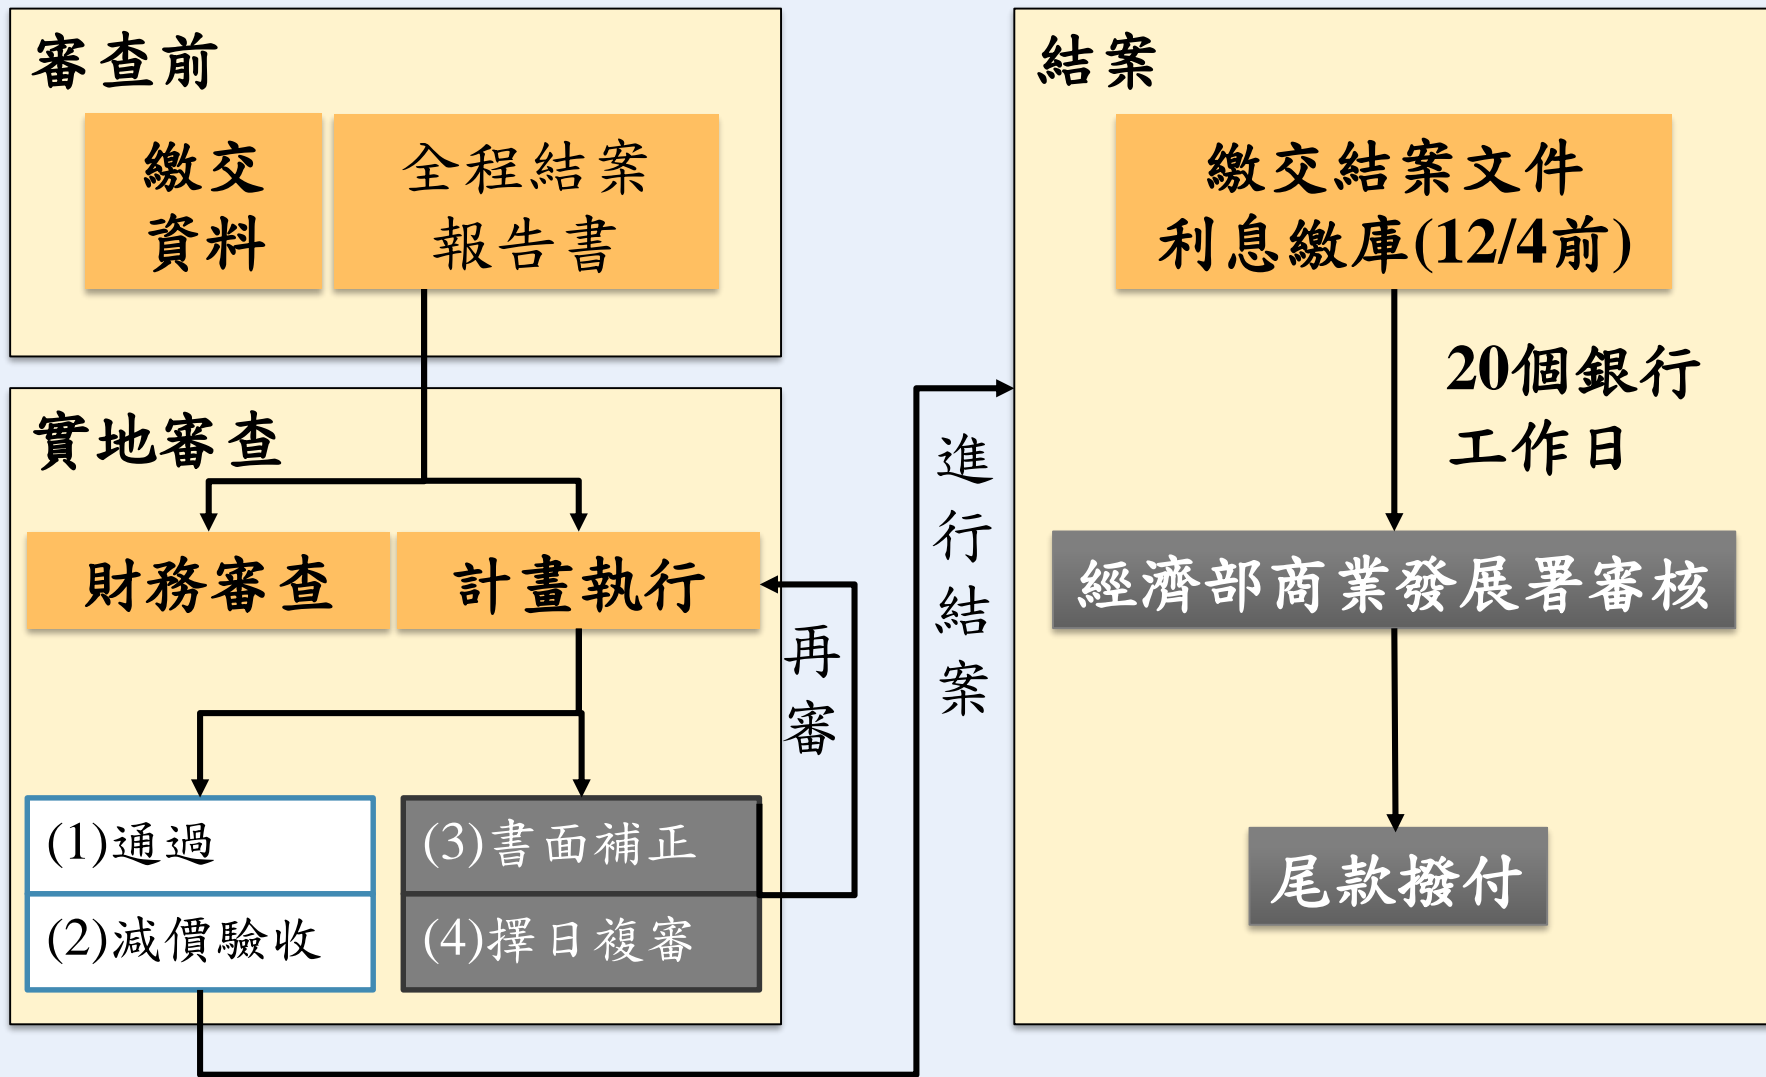 審查前
繳交
資料
全程結案
報告書
實地審查
財務審查
計畫執行
再
審
(1)通過
(2)減價驗收
(3)書面補正
(4)擇日複審
進
行
結
案
結案
繳交結案文件
利息繳庫(12/4前)
20個銀行
工作日
經濟部商業發展署審核
尾款撥付